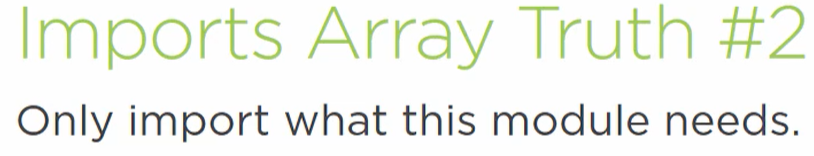 Imports Array Truth #2
Only import what this module needs.